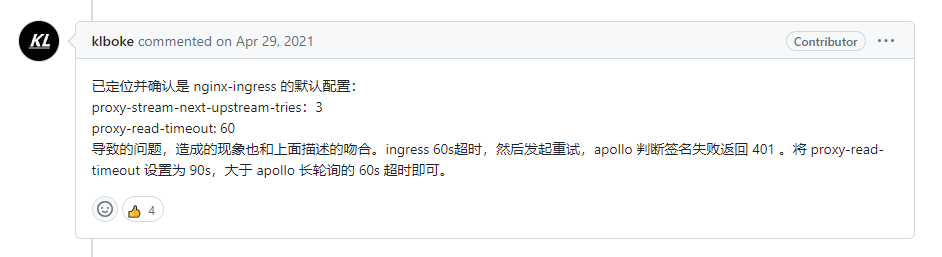 KL
klboke commented on Apr 29, 2021
Contributor
已定位并确认是 nginx-ingress 的默认配置：
proxy-stream-next-upstream-tries：3
proxy-read-timeout: 60
导致的问题，造成的现象也和上面描述的吻合。ingress 60s超时，然后发起重试，apollo 判断签名失败返回 401 。将 proxy-read-
timeout 设置为 90s，大于 apollo 长轮询的 60s 超时即可。
4